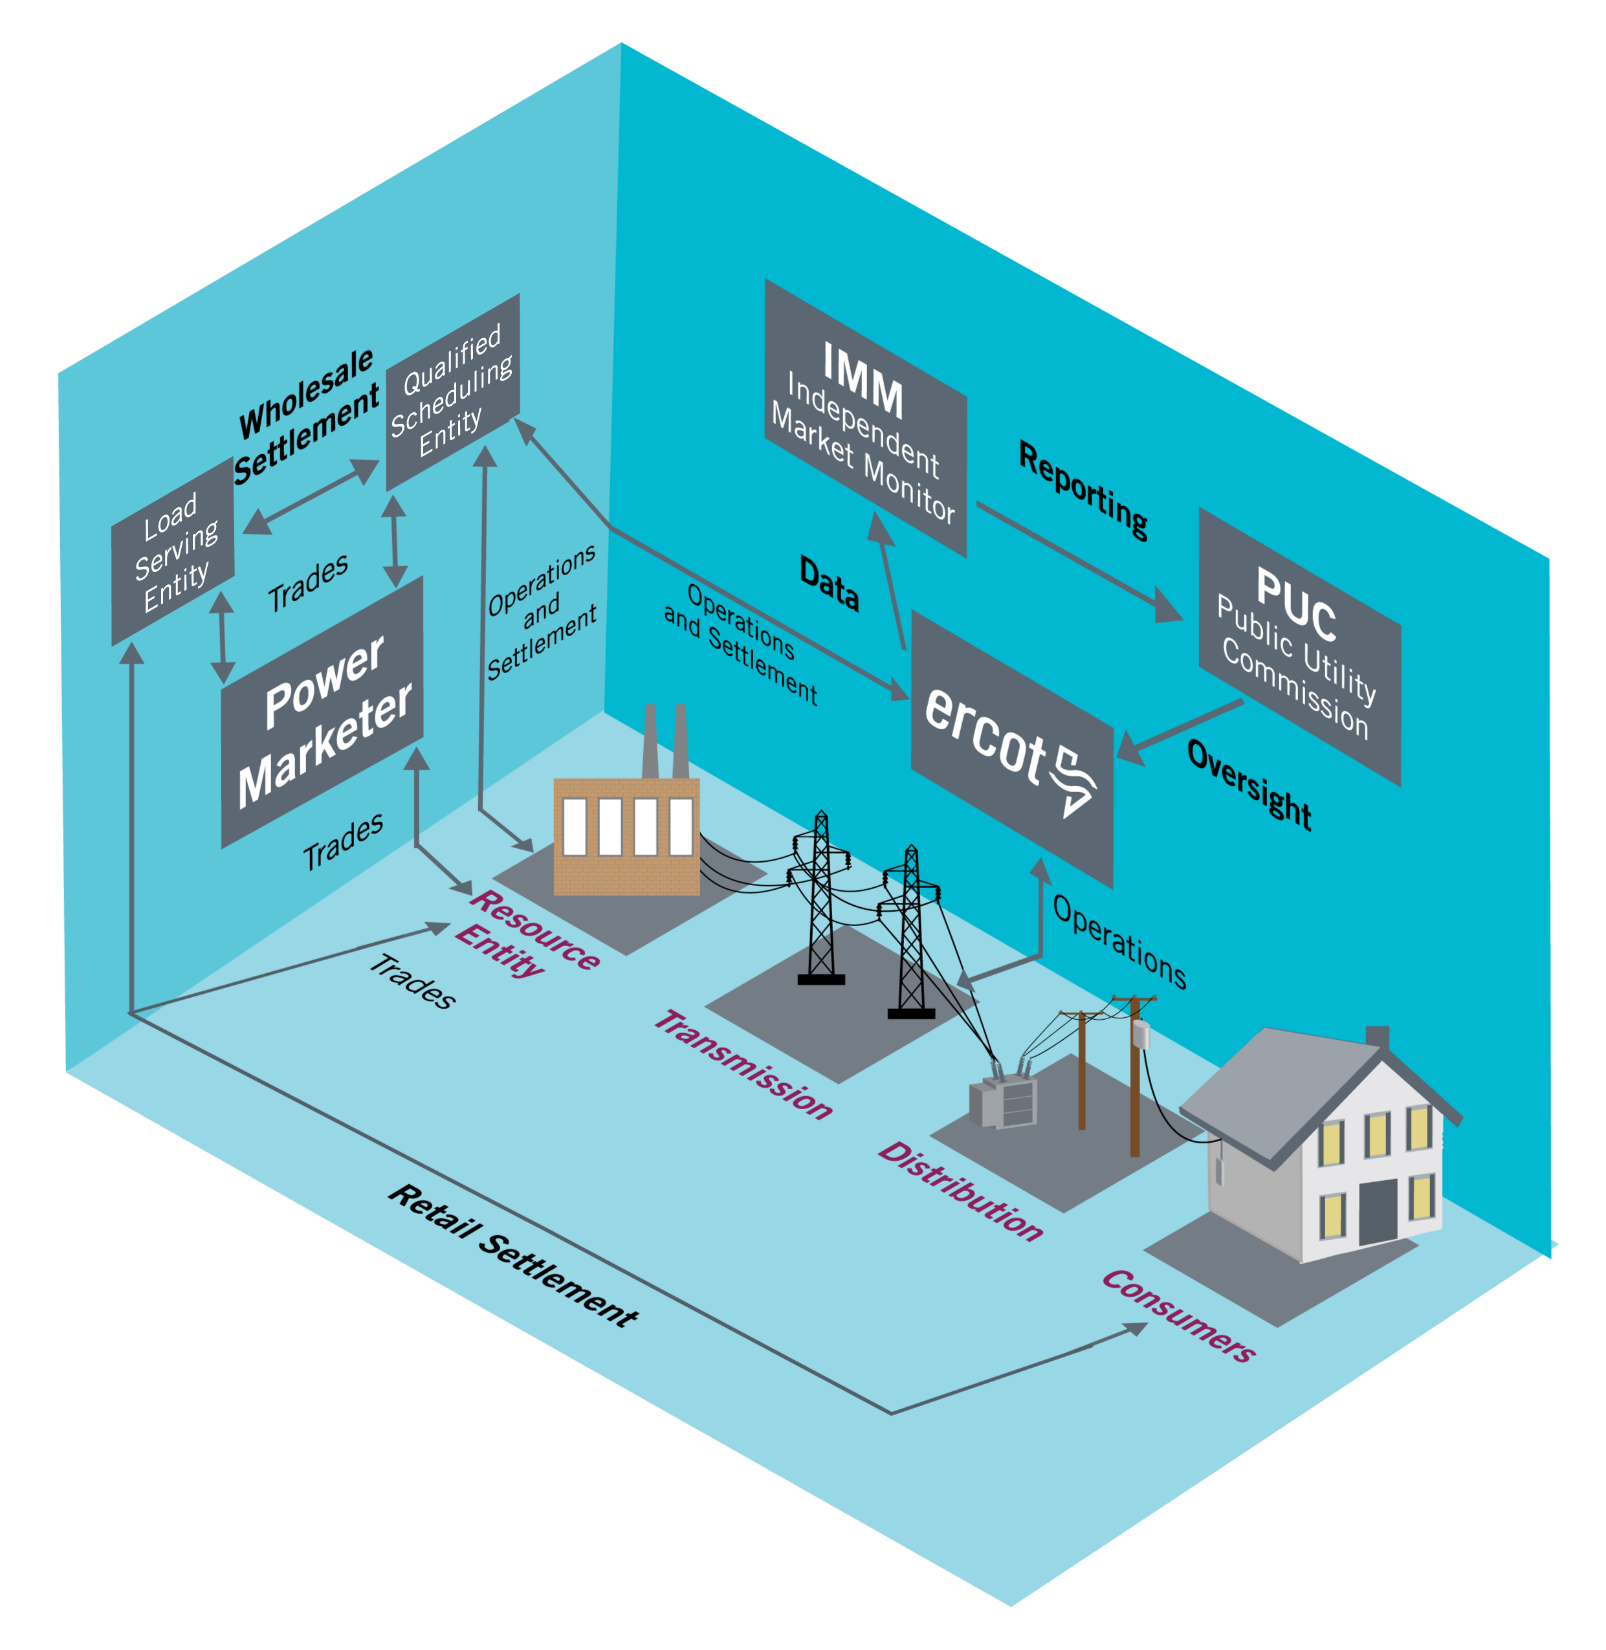 Wholesale
Settlement
Qualified
Scheduling
Entity
Load
Serving
Entity
Trades
Power
Marketer
Trades
Operations
and
Settlement
IMM
Independent
Market Monitor
Reporting
PUC
Public Utility
Commission
Data
Operations
and Settlement
ercot
Oversight
Operations
Resource
Entity
Trades
Transmission
Distribution
Consumers
Retail Settlement